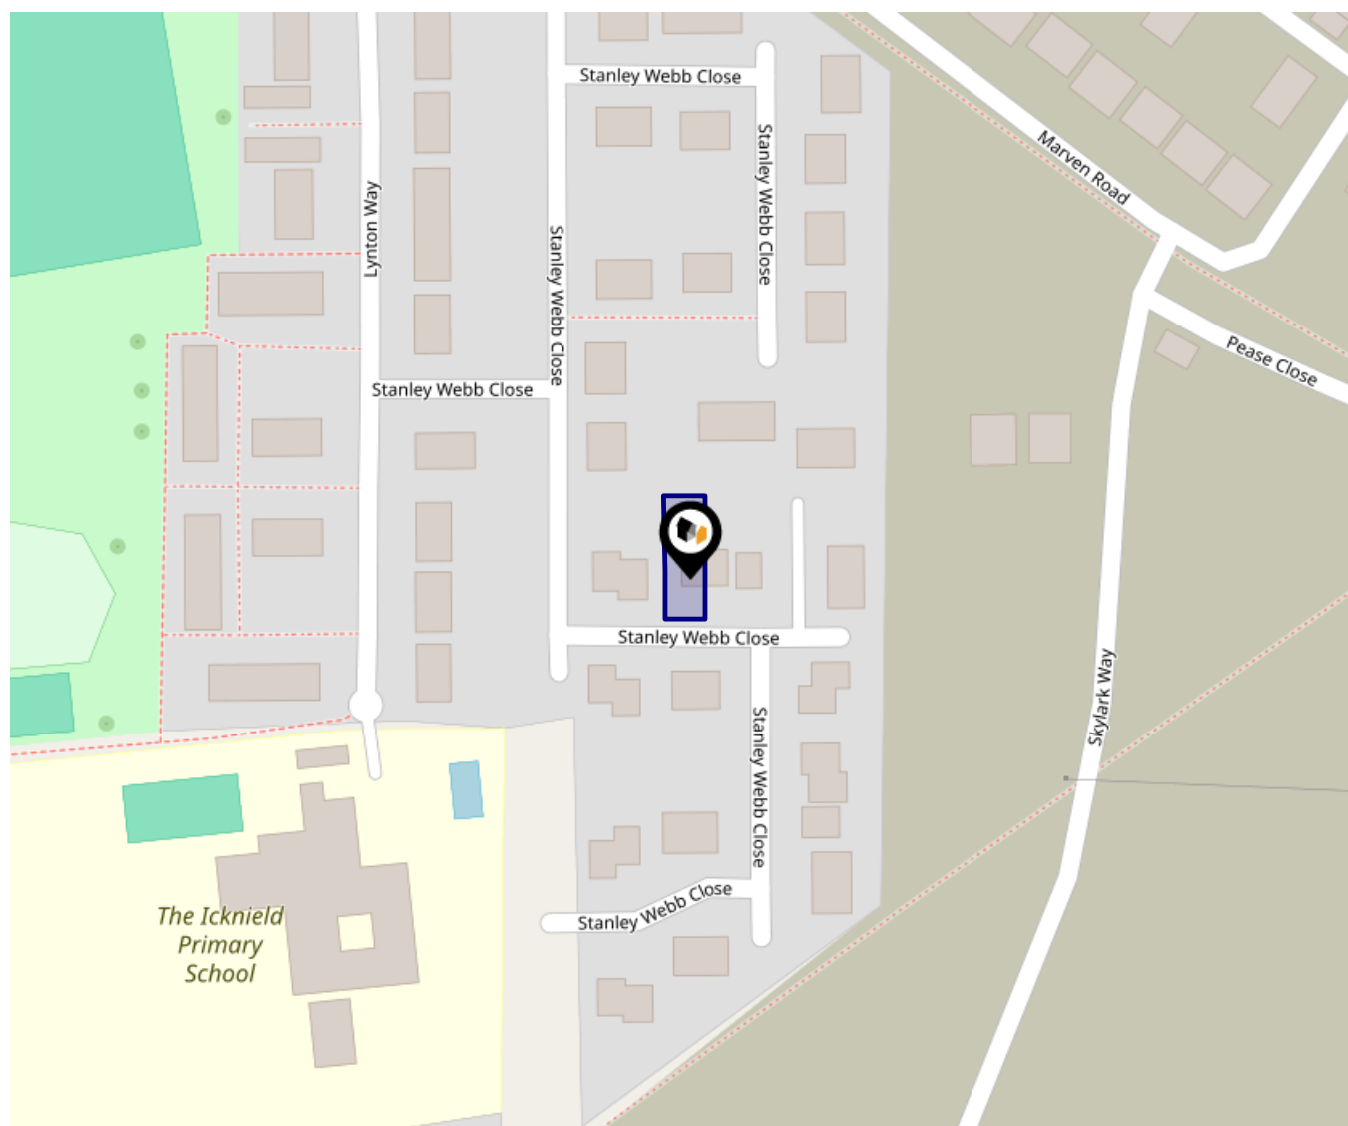 Stanley Webb Close
Stanley Webb Close
Marven Road
Lynton Way
Stanley Webb Close
Pease Close
Stanley Webb Close
Stanley Webb Close
Skylark Way
Stanley Webb Close
Stanley Webb Close
The Icknield
Primary
School